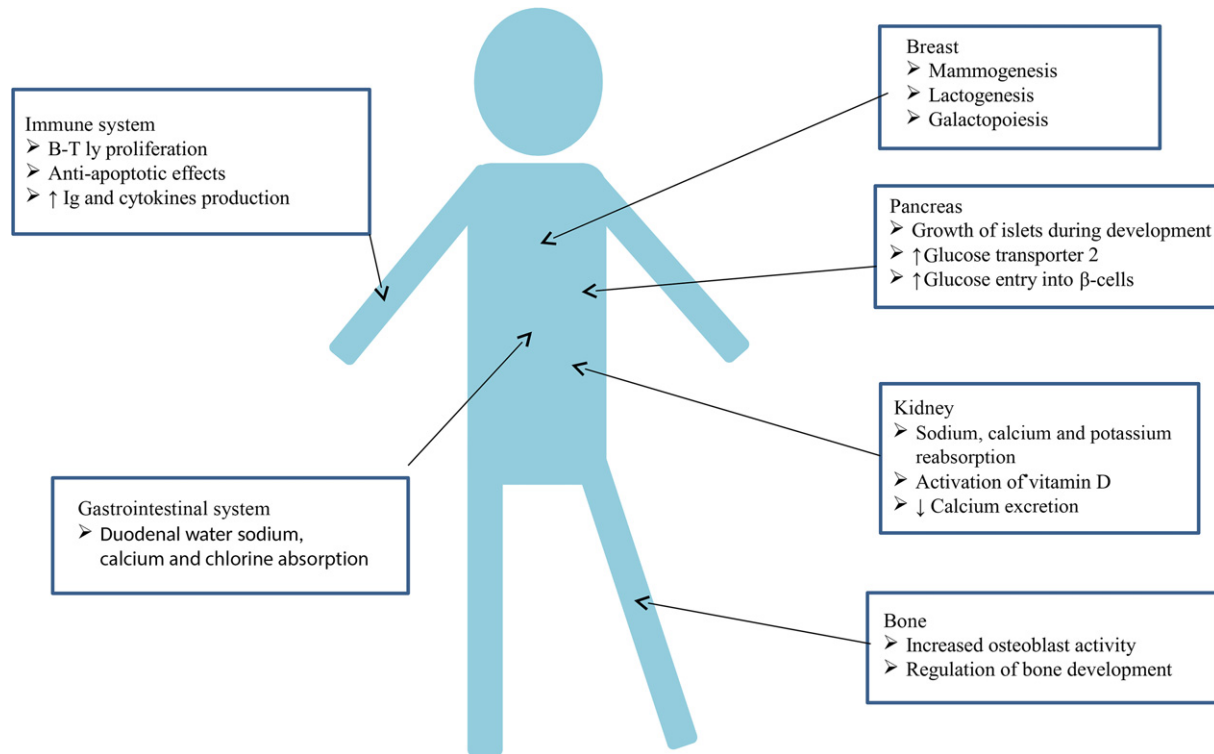 Immune system
➢ B-T ly proliferation
➢ Anti-apoptotic effects
➢ ↑ Ig and cytokines production
Gastrointestinal system
➢ Duodenal water sodium,
calcium and chlorine absorption
Breast
➢ Mammogenesis
➢ Lactogenesis
➢ Galactopoiesis
Pancreas
➢ Growth of islets during development
➢ ↑Glucose transporter 2
➢ ↑Glucose entry into β-cells
Kidney
➢ Sodium, calcium and potassium
reabsorption
➢ Activation of vitamin D
➢ ↓ Calcium excretion
Bone
➢ Increased osteoblast activity
➢ Regulation of bone development